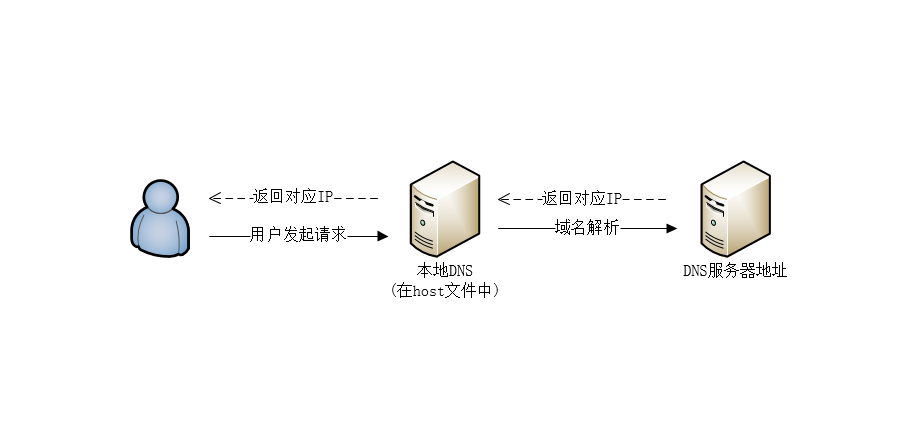 返回对应IP
返回对应IP
用户发起请求
域名解析
本地DNS
(在host文件中)
DNS服务器地址